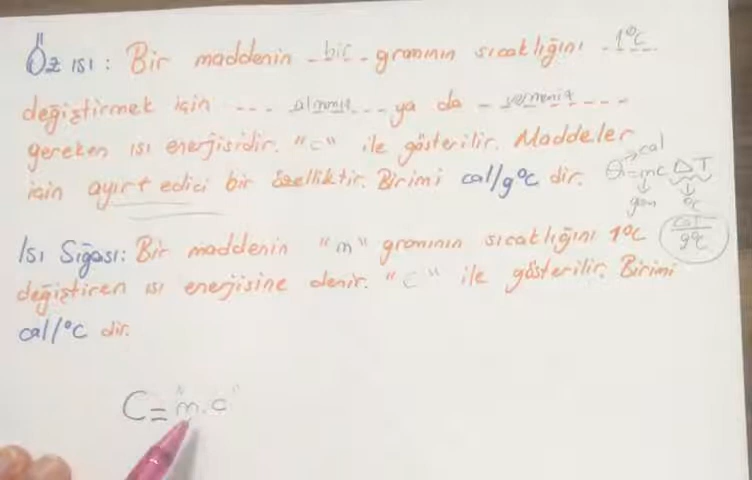 Öz ısı: Bir maddenin bir gramının sıcaklığını 1°C
değiştirmek için alınması ya da verilmesi
gereken ısı enerjisidir. "c" ile gösterilir. Maddeler
için ayırt edici bir özelliktir. Birimi cal/g°C dir.
cal
Q=mc ΔT
gram °C
cal/g°C
Isı Sığası: Bir maddenin "m" gramının sıcaklığını 1°C
değiştiren ısı enerjisine denir. "C" ile gösterilir. Birimi
cal/°C dir.
C="m.c"